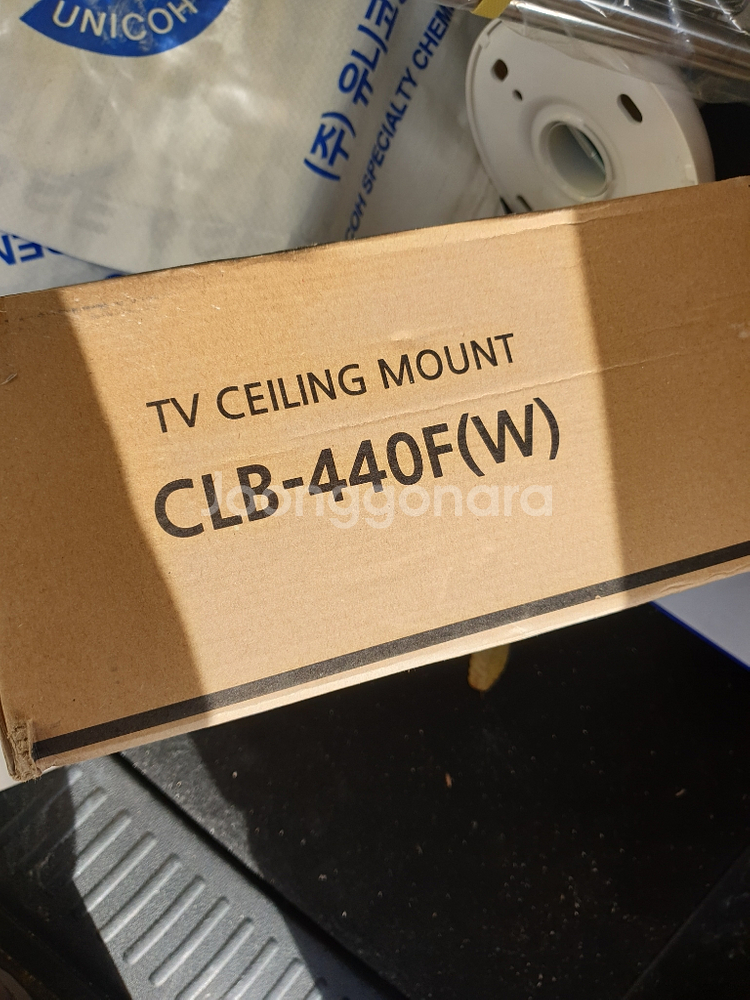 UNICOH
(주) 유니코
COH SPECIALTY CHEM
TV CEILING MOUNT
CLB-440F(W)
Joonggonara